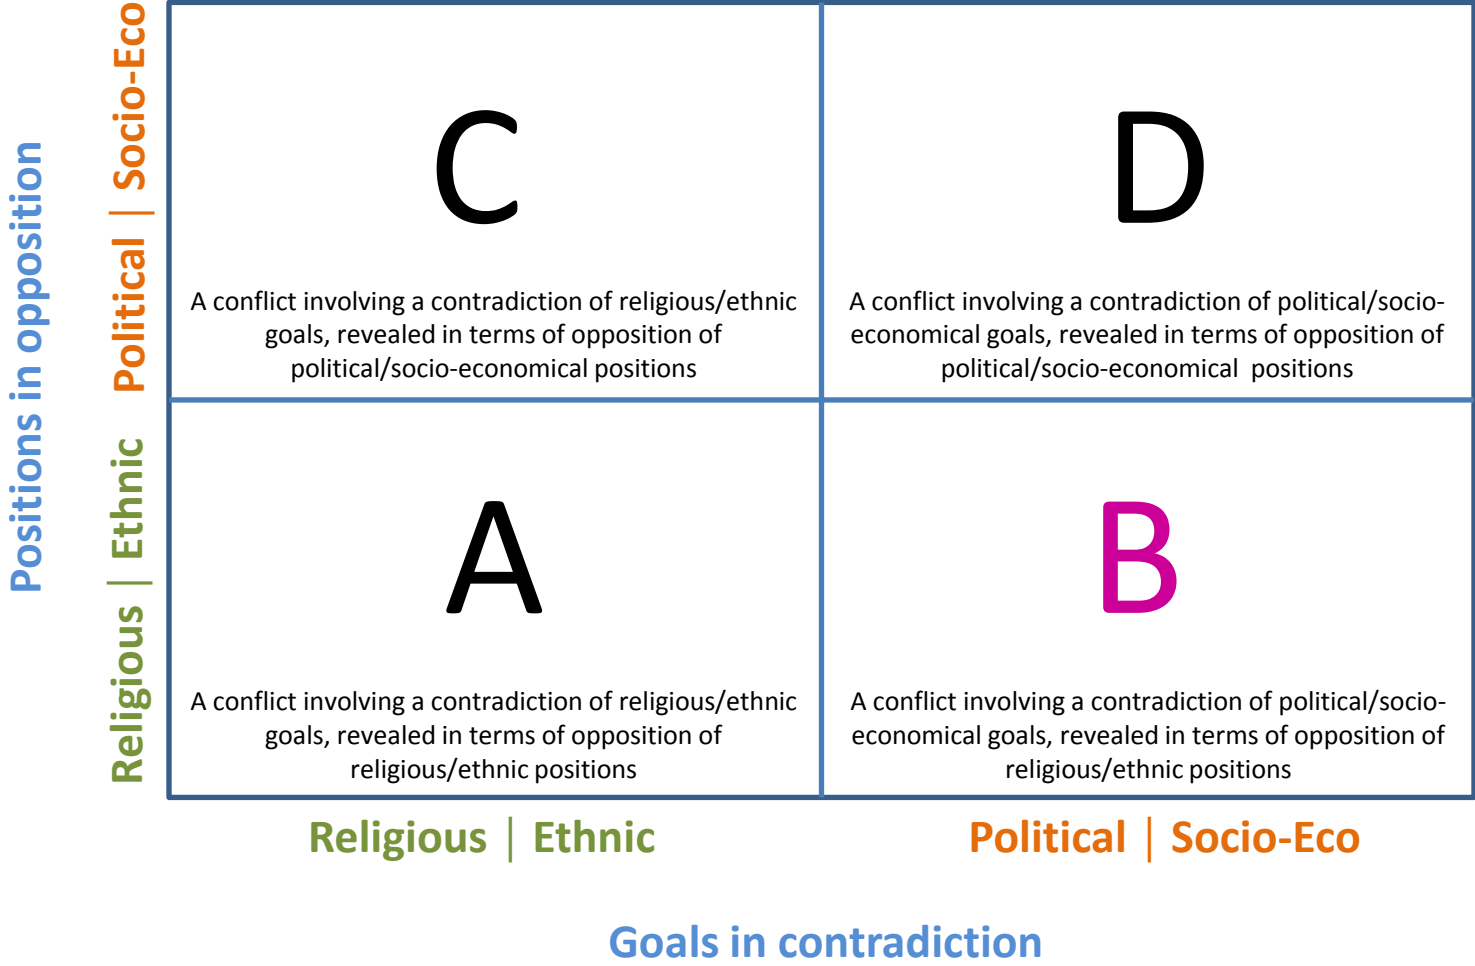 Positions in opposition
Political | Socio-Eco
Religious | Ethnic
C
A conflict involving a contradiction of religious/ethnic
goals, revealed in terms of opposition of
political/socio-economical positions
D
A conflict involving a contradiction of political/socio-
economical goals, revealed in terms of opposition of
political/socio-economical positions
A
A conflict involving a contradiction of religious/ethnic
goals, revealed in terms of opposition of
religious/ethnic positions
B
A conflict involving a contradiction of political/socio-
economical goals, revealed in terms of opposition of
religious/ethnic positions
Religious | Ethnic
Political | Socio-Eco
Goals in contradiction